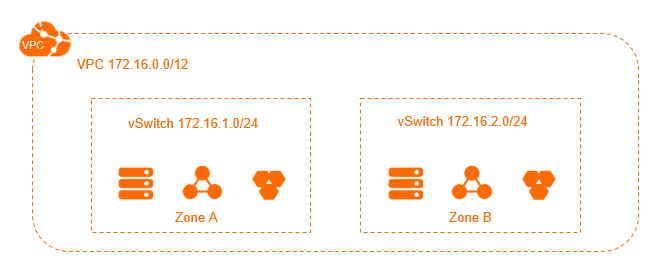 VPC
VPC 172.16.0.0/12
vSwitch 172.16.1.0/24
vSwitch 172.16.2.0/24
Zone A
Zone B